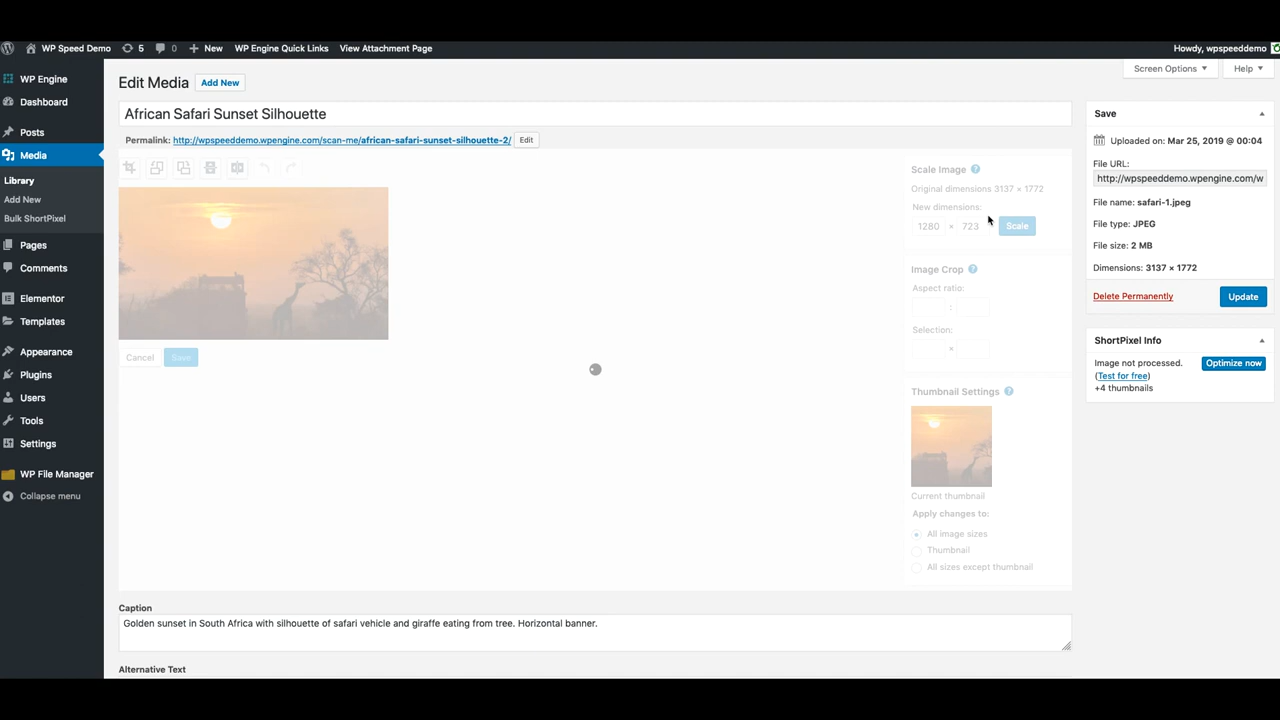 WP Speed Demo 5 0 New WP Engine Quick Links View Attachment Page Howdy, wpspeeddemo
WP Engine
Dashboard
Posts
Media
Library
Add New
Bulk ShortPixel
Pages
Comments
Elementor
Templates
Appearance
Plugins
Users
Tools
Settings
WP File Manager
Collapse menu
Screen Options Help
Edit Media Add New
African Safari Sunset Silhouette
Permalink: http://wpspeeddemo.wpengine.com/scan-me/african-safari-sunset-silhouette-2/ Edit
Cancel Save
Scale Image ?
Original dimensions 3137 × 1772
New dimensions:
1280 × 723 Scale
Image Crop ?
Aspect ratio:
:
Selection:
×
Thumbnail Settings ?
Current thumbnail
Apply changes to:
All image sizes
Thumbnail
All sizes except thumbnail
Caption
Golden sunset in South Africa with silhouette of safari vehicle and giraffe eating from tree. Horizontal banner.
Alternative Text
Save
Uploaded on: Mar 25, 2019 @ 00:04
File URL:
http://wpspeeddemo.wpengine.com/w
File name: safari-1.jpeg
File type: JPEG
File size: 2 MB
Dimensions: 3137 × 1772
Delete Permanently Update
ShortPixel Info
Image not processed. Optimize now
(Test for free)
+4 thumbnails